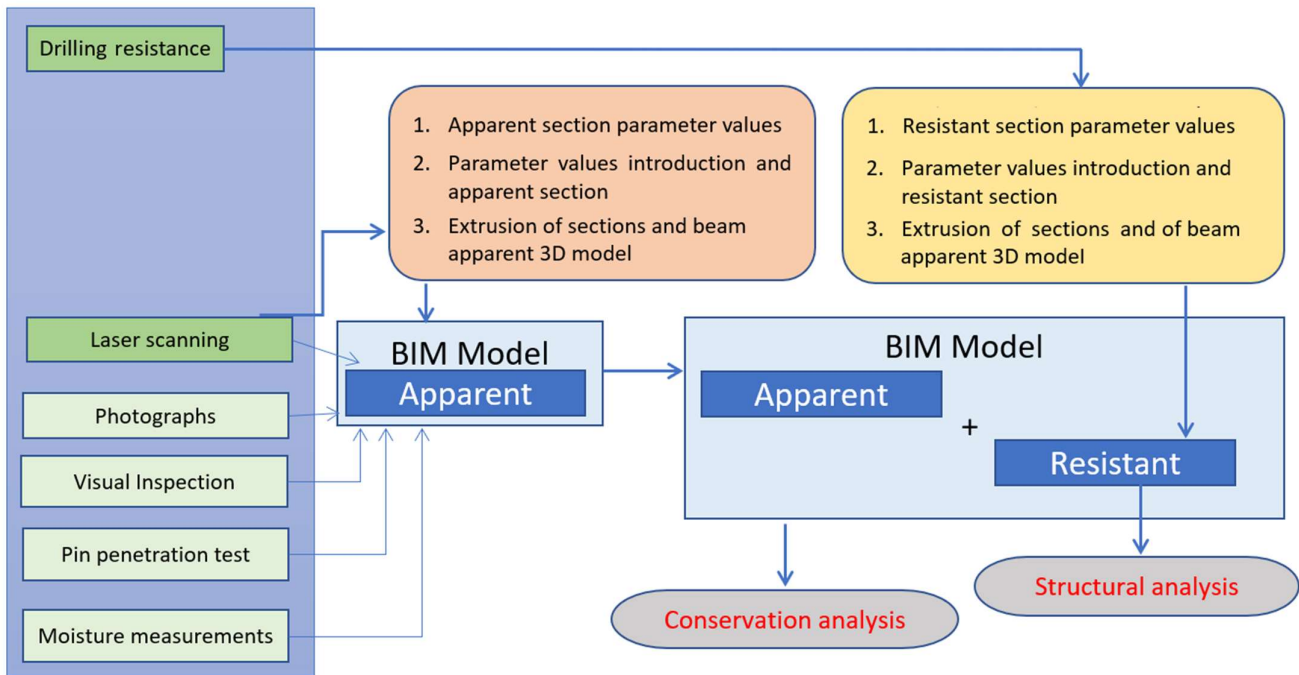 Drilling resistance
1. Apparent section parameter values
2. Parameter values introduction and
apparent section
3. Extrusion of sections and beam
apparent 3D model
1. Resistant section parameter values
2. Parameter values introduction and
resistant section
3. Extrusion of sections and of beam
apparent 3D model
Laser scanning
Photographs
Visual Inspection
Pin penetration test
Moisture measurements
BIM Model
Apparent
BIM Model
Apparent
+
Resistant
Conservation analysis
Structural analysis